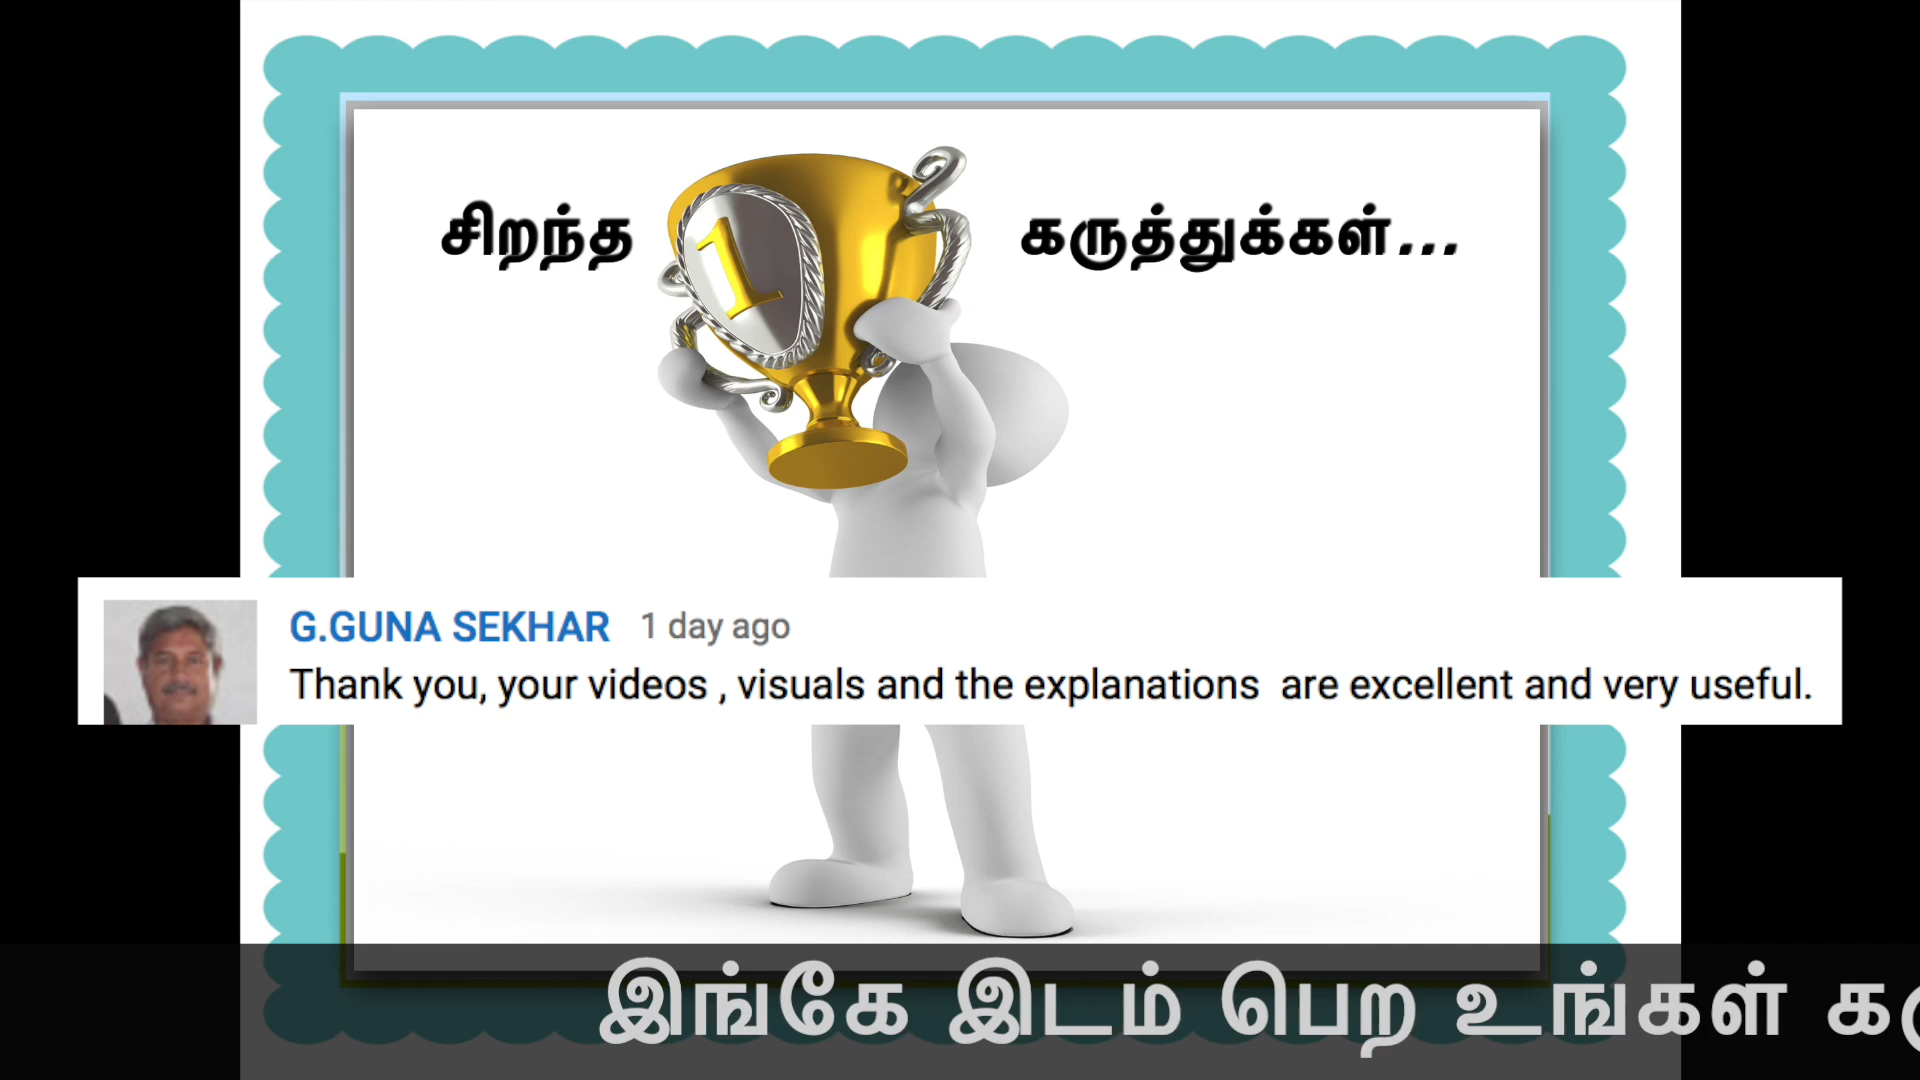 சிறந்த கருத்துக்கள்...
1
G.GUNA SEKHAR 1 day ago
Thank you, your videos , visuals and the explanations are excellent and very useful.
இங்கே இடம் பெற உங்கள்